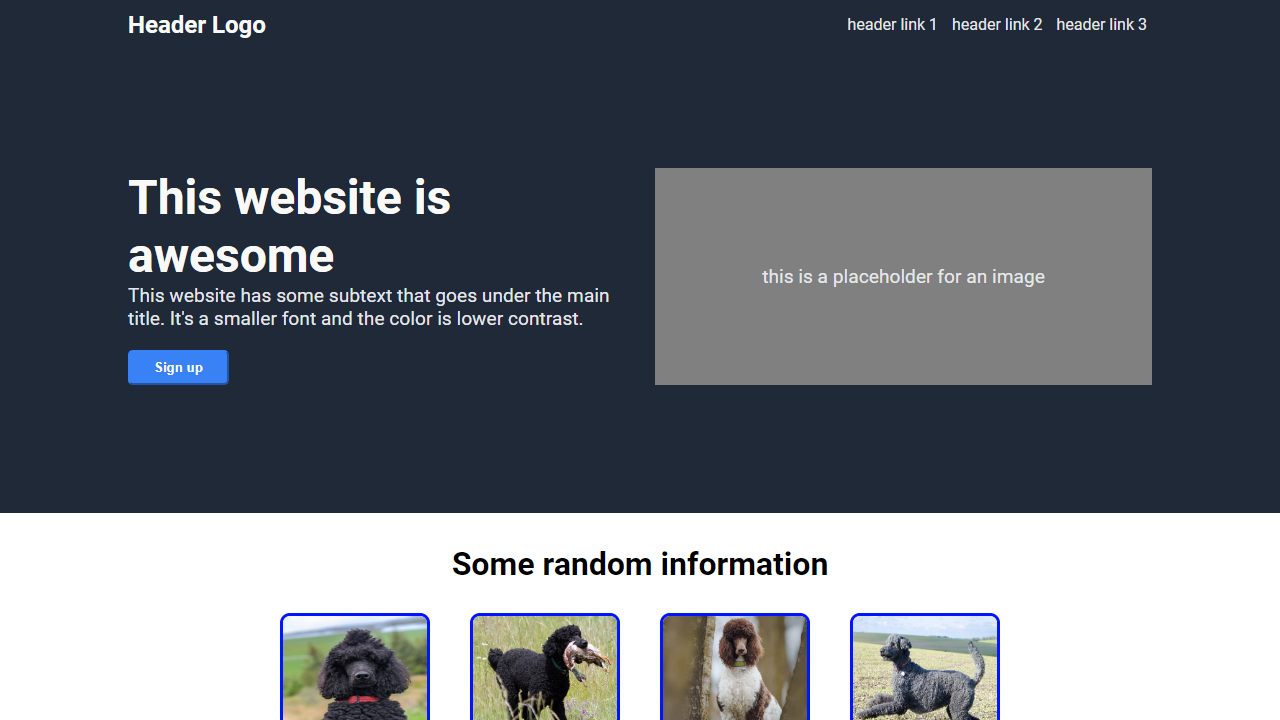 Header Logo
header link 1 header link 2 header link 3
This website is
awesome
This website has some subtext that goes under the main
title. It's a smaller font and the color is lower contrast.
Sign up
this is a placeholder for an image
Some random information